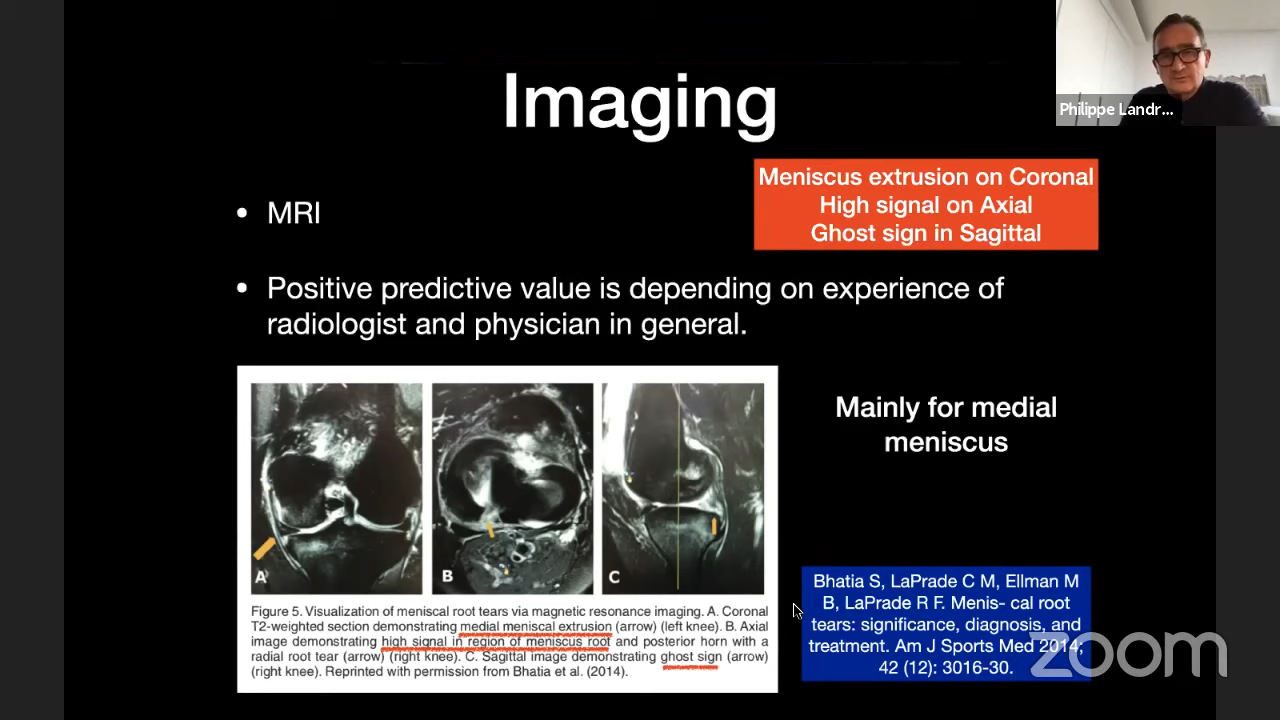 Imaging
Philippe Landr...
Meniscus extrusion on Coronal
High signal on Axial
Ghost sign in Sagittal
• MRI
• Positive predictive value is depending on experience of
radiologist and physician in general.
Mainly for medial
meniscus
A
B
C
Figure 5. Visualization of meniscal root tears via magnetic resonance imaging. A. Coronal
T2-weighted section demonstrating medial meniscal extrusion (arrow) (left knee). B. Axial
image demonstrating high signal in region of meniscus root and posterior horn with a
radial root tear (arrow) (right knee). C. Sagittal image demonstrating ghost sign (arrow)
(right knee). Reprinted with permission from Bhatia et al. (2014).
Bhatia S, LaPrade C M, Ellman M
B, LaPrade R F. Menis- cal root
tears: significance, diagnosis, and
treatment. Am J Sports Med 2014;
42 (12): 3016-30.
zoom